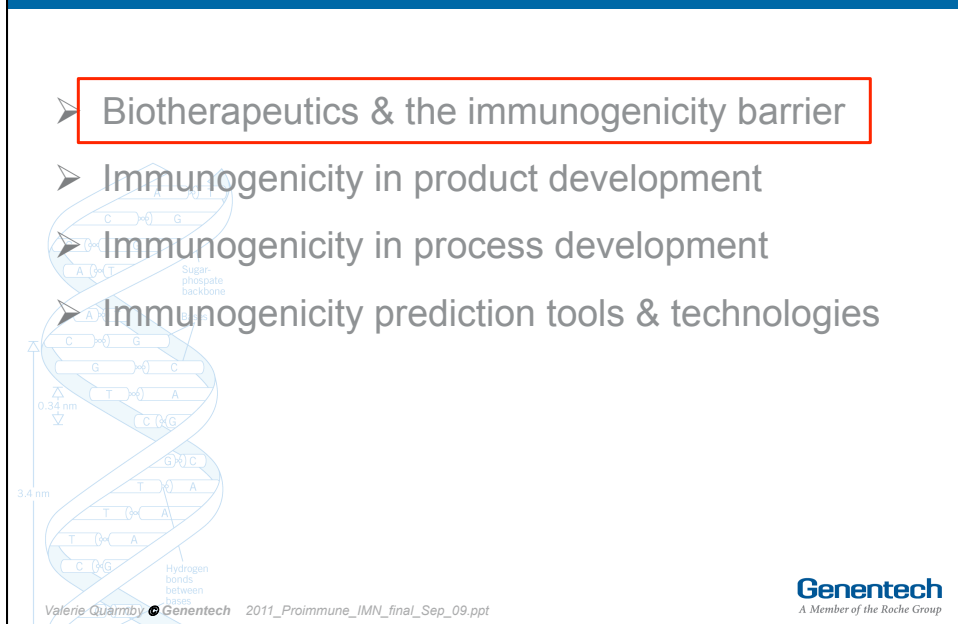 ➤ Biotherapeutics & the immunogenicity barrier
➤ Immunogenicity in product development
➤ Immunogenicity in process development
➤ Immunogenicity prediction tools & technologies
A T
C G
A T
Sugar-
phospate
backbone
A
C G
G C
T A
0.34 nm
C G
G C
T A
3.4 nm
T A
T A
C G
Hydrogen
bonds
between
bases
Valerie Quarmby © Genentech 2011_Proimmune_IMN_final_Sep_09.ppt
Genentech
A Member of the Roche Group